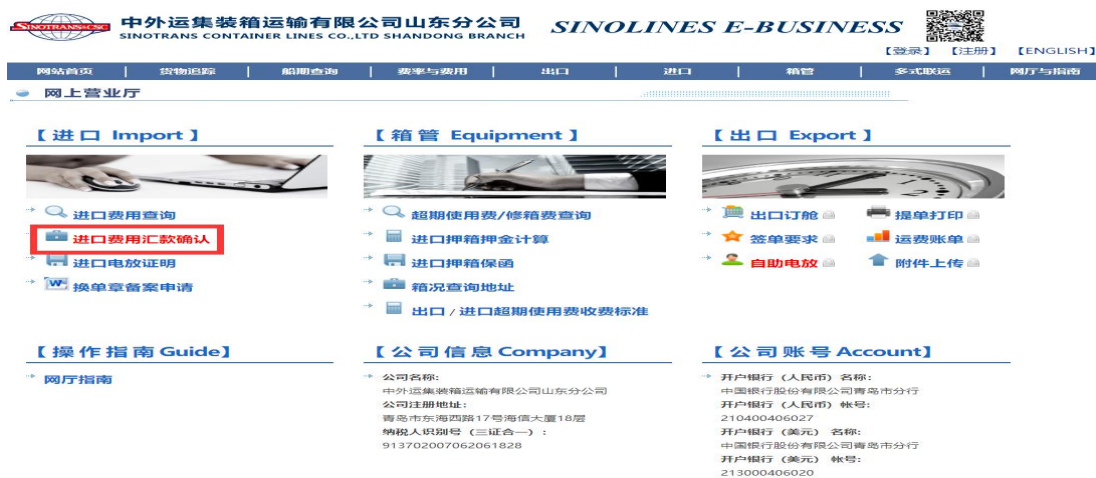 SINOTRANS-CSC
中外运集装箱运输有限公司山东分公司
SINOTRANS CONTAINER LINES CO.,LTD SHANDONG BRANCH
SINOLINES E-BUSINESS
【登录】 【注册】 【ENGLISH】
网站首页 | 货物追踪 | 船期查询 | 费率与费用 | 出口 | 进口 | 箱管 | 多式联运 | 网厅与指南
网上营业厅
【 进 口 Import 】
进口费用查询
进口费用汇款确认
进口电放证明
换单章备案申请
【 箱 管 Equipment 】
超期使用费/修箱费查询
进口押箱押金计算
进口押箱保函
箱况查询地址
出口 / 进口超期使用费收费标准
【 出 口 Export 】
出口订舱 提单打印
签单要求 运费账单
自助电放 附件上传
【 操 作 指 南 Guide】
网厅指南
【 公 司 信 息 Company】
公司名称:
中外运集装箱运输有限公司山东分公司
公司注册地址:
青岛市东海西路17号海信大厦18层
纳税人识别号（三证合一）:
913702007062061828
【 公 司 账 号 Account】
开户银行（人民币）名称:
中国银行股份有限公司青岛市分行
开户银行（人民币）帐号:
210400406027
开户银行（美元） 名称:
中国银行股份有限公司青岛市分行
开户银行（美元） 帐号:
213000406020